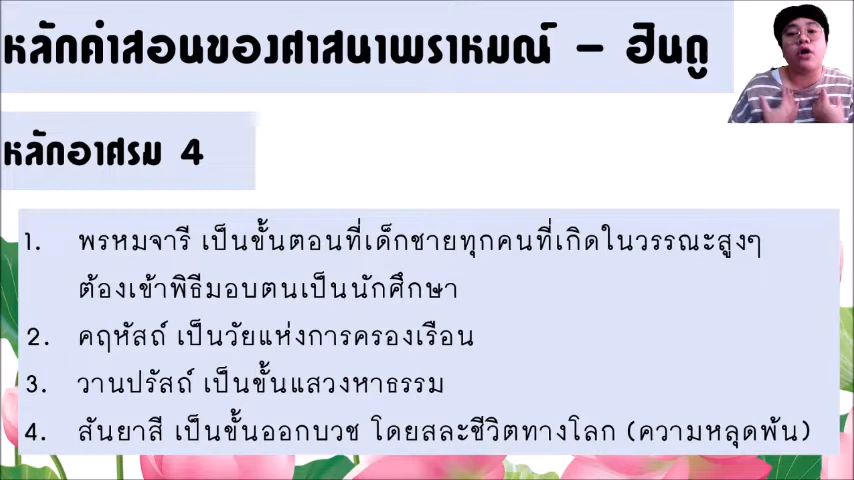 หลักคำสอนของศาสนาพราหมณ์ – ฮินดู
หลักอาศรม 4
1. พรหมจารี เป็นขั้นตอนที่เด็กชายทุกคนที่เกิดในวรรณะสูงๆ
ต้องเข้าพิธีมอบตนเป็นนักศึกษา
2. คฤหัสถ์ เป็นวัยแห่งการครองเรือน
3. วานปรัสถ์ เป็นขั้นแสวงหาธรรม
4. สันยาสี เป็นขั้นออกบวช โดยสละชีวิตทางโลก (ความหลุดพ้น)